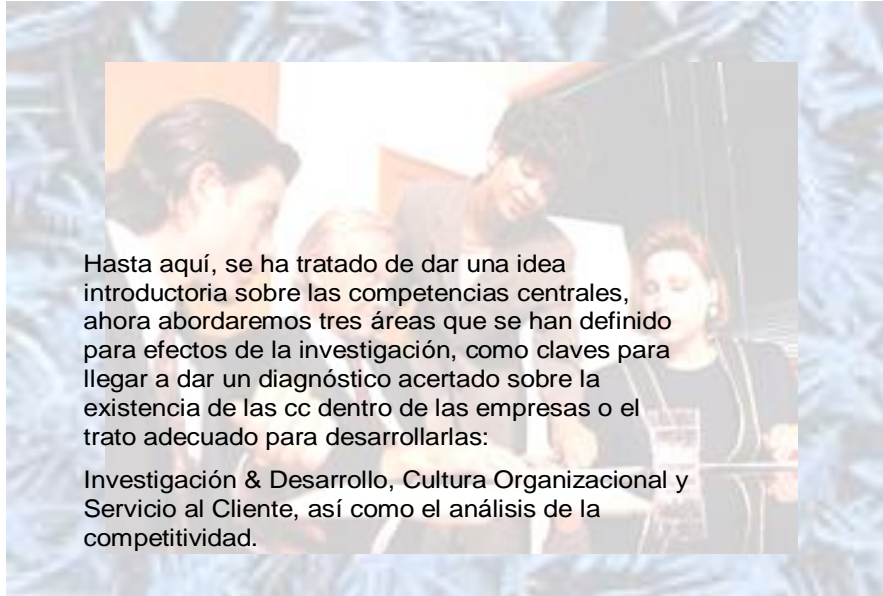 Hasta aquí, se ha tratado de dar una idea
introductoria sobre las competencias centrales,
ahora abordaremos tres áreas que se han definido
para efectos de la investigación, como claves para
llegar a dar un diagnóstico acertado sobre la
existencia de las cc dentro de las empresas o el
trato adecuado para desarrollarlas:
Investigación & Desarrollo, Cultura Organizacional y
Servicio al Cliente, así como el análisis de la
competitividad.